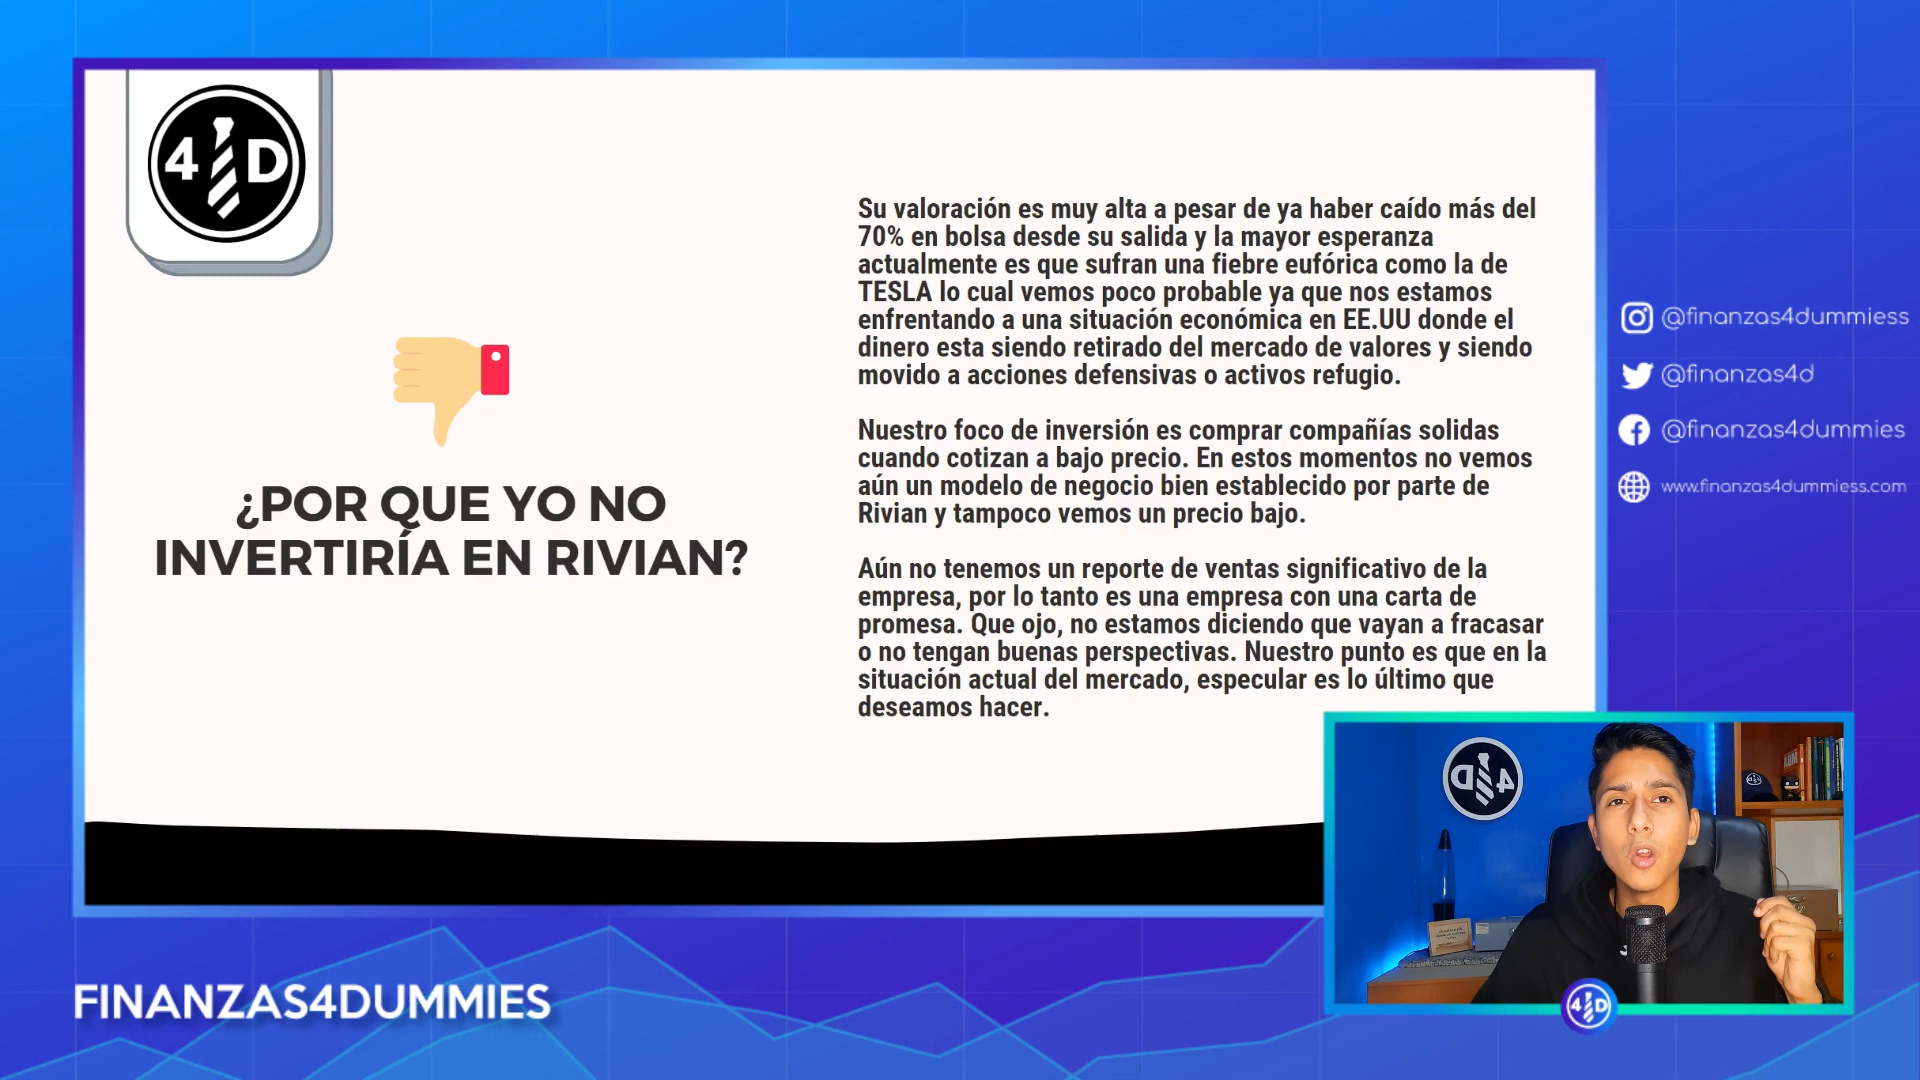 4 D
¿POR QUE YO NO
INVERTIRÍA EN RIVIAN?
Su valoración es muy alta a pesar de ya haber caído más del
70% en bolsa desde su salida y la mayor esperanza
actualmente es que sufran una fiebre eufórica como la de
TESLA lo cual vemos poco probable ya que nos estamos
enfrentando a una situación económica en EE.UU donde el
dinero esta siendo retirado del mercado de valores y siendo
movido a acciones defensivas o activos refugio.
Nuestro foco de inversión es comprar compañías solidas
cuando cotizan a bajo precio. En estos momentos no vemos
aún un modelo de negocio bien establecido por parte de
Rivian y tampoco vemos un precio bajo.
Aún no tenemos un reporte de ventas significativo de la
empresa, por lo tanto es una empresa con una carta de
promesa. Que ojo, no estamos diciendo que vayan a fracasar
o no tengan buenas perspectivas. Nuestro punto es que en la
situación actual del mercado, especular es lo último que
deseamos hacer.
@finanzas4dummiess
@finanzas4d
@finanzas4dummies
www.finanzas4dummiess.com
4 D
4 D
FINANZAS4DUMMIES